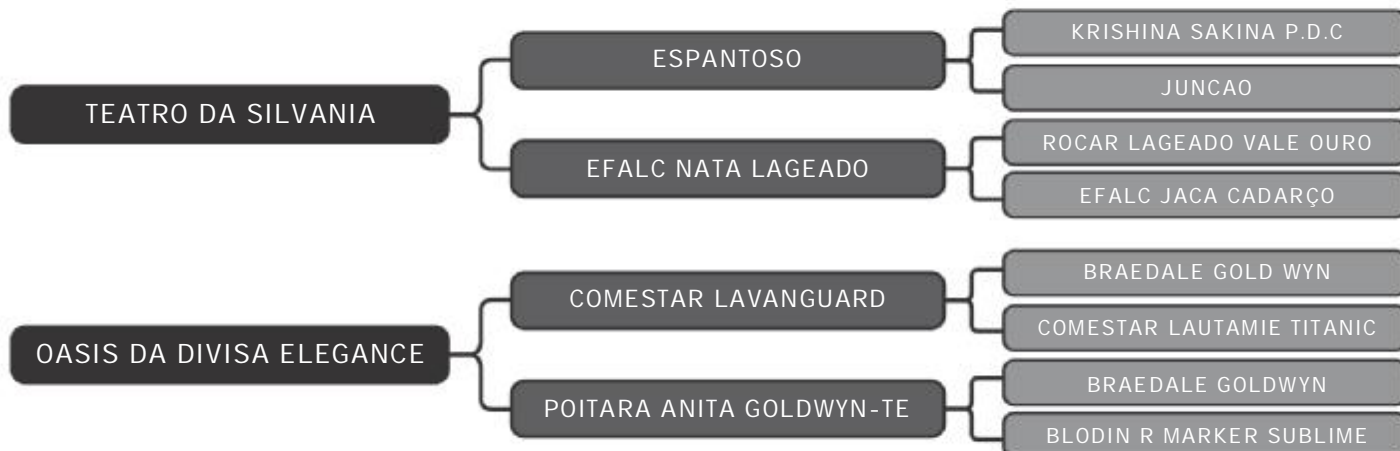 TEATRO DA SILVANIA
ESPANTOSO
KRISHINA SAKINA P.D.C
JUNCAO
EFALC NATA LAGEADO
ROCAR LAGEADO VALE OURO
EFALC JACA CADARÇO
OASIS DA DIVISA ELEGANCE
COMESTAR LAVANGUARD
BRAEDALE GOLD WYN
COMESTAR LAUTAMIE TITANIC
POITARA ANITA GOLDWYN-TE
BRAEDALE GOLDWYN
BLODIN R MARKER SUBLIME